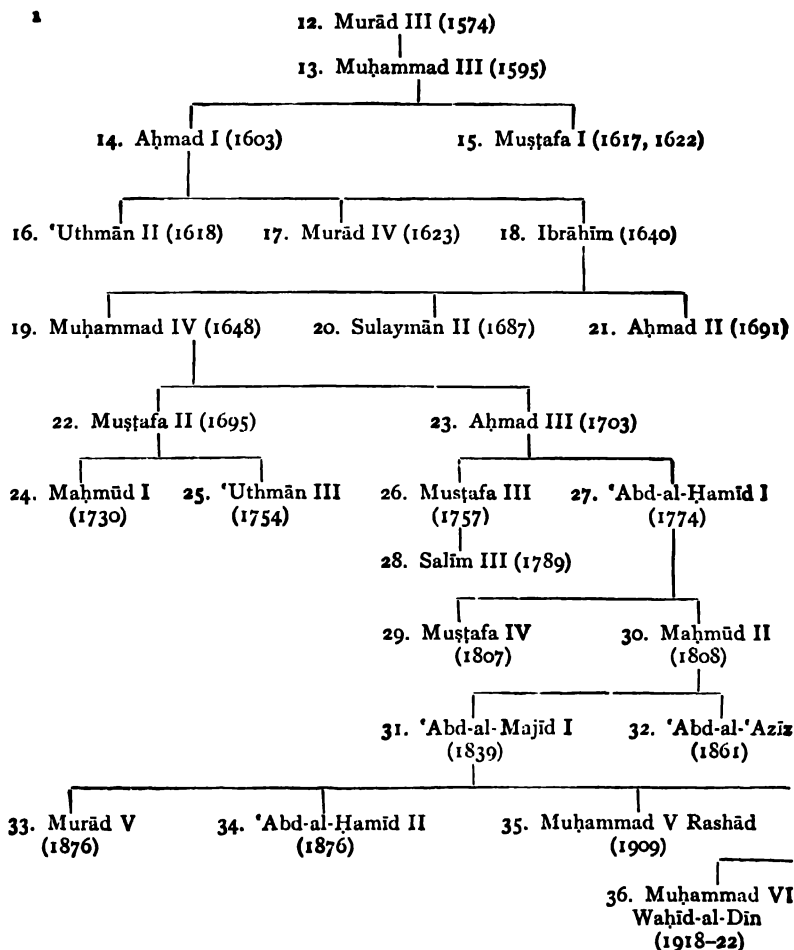 1
12. Murād III (1574)
13. Muḥammad III (1595)
14. Aḥmad I (1603) 15. Muṣṭafa I (1617, 1622)
16. ‘Uthmān II (1618) 17. Murād IV (1623) 18. Ibrāhīm (1640)
19. Muḥammad IV (1648) 20. Sulaymān II (1687) 21. Aḥmad II (1691)
22. Muṣṭafa II (1695) 23. Aḥmad III (1703)
24. Maḥmūd I 25. ‘Uthmān III 26. Muṣṭafa III 27. ‘Abd-al-Ḥamīd I
(1730) (1754) (1757) (1774)
28. Salīm III (1789)
29. Muṣṭafa IV 30. Maḥmūd II
(1807) (1808)
31. ‘Abd-al-Majīd I 32. ‘Abd-al-‘Azīz
(1839) (1861)
33. Murād V 34. ‘Abd-al-Ḥamīd II 35. Muḥammad V Rashād
(1876) (1876) (1909)
36. Muḥammad VI
Waḥīd-al-Dīn
(1918–22)